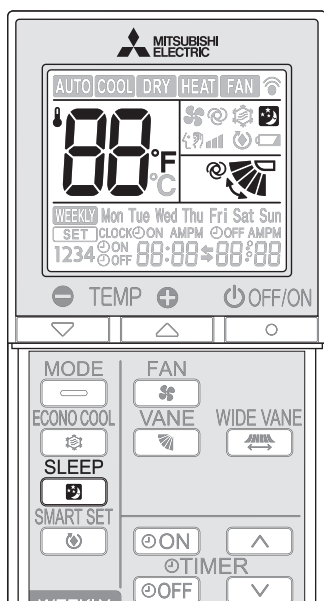 MITSUBISHI
ELECTRIC
AUTO COOL DRY HEAT FAN
88°F
°C
WEEKLY Mon Tue Wed Thu Fri Sat Sun
SET CLOCK ON AMPM OFF AMPM
1234 ON OFF 88:88 88:88
TEMP OFF/ON
MODE FAN
ECONO COOL VANE WIDE VANE
SLEEP
SMART SET
ON
TIMER
OFF
WEEKLY